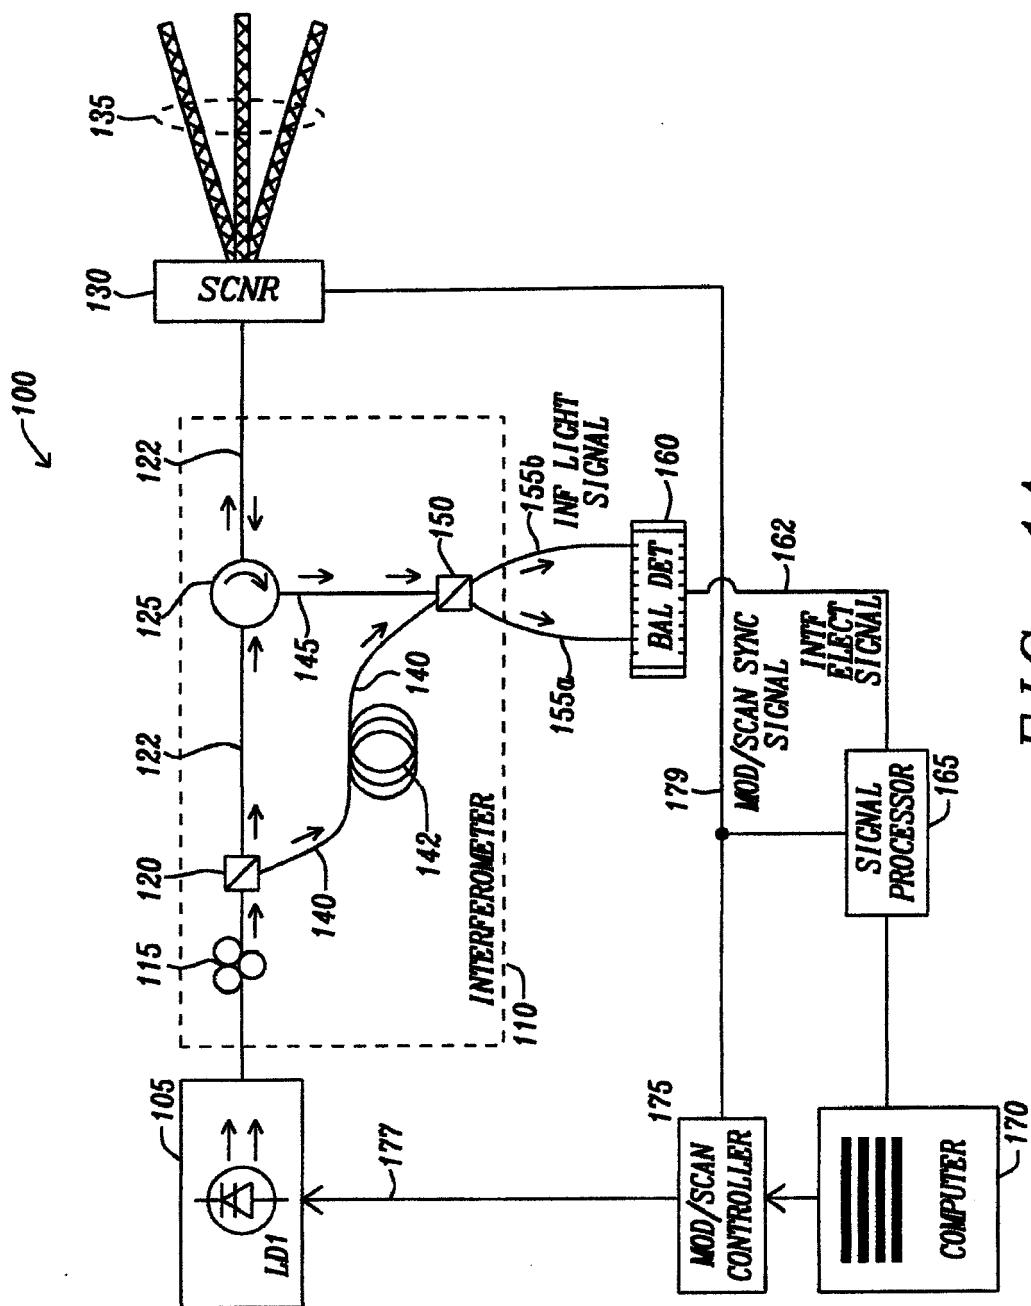 100
105
LD1
115
120
122
125
122
130
SCNR
135
140
142
140
145
150
INTERFEROMETER
110
155a
155b
INF LIGHT
SIGNAL
BAL DET
160
162
INTF
ELECT
SIGNAL
177
175
MOD/SCAN
CONTROLLER
179
MOD/SCAN SYNC
SIGNAL
SIGNAL
PROCESSOR
165
COMPUTER
170